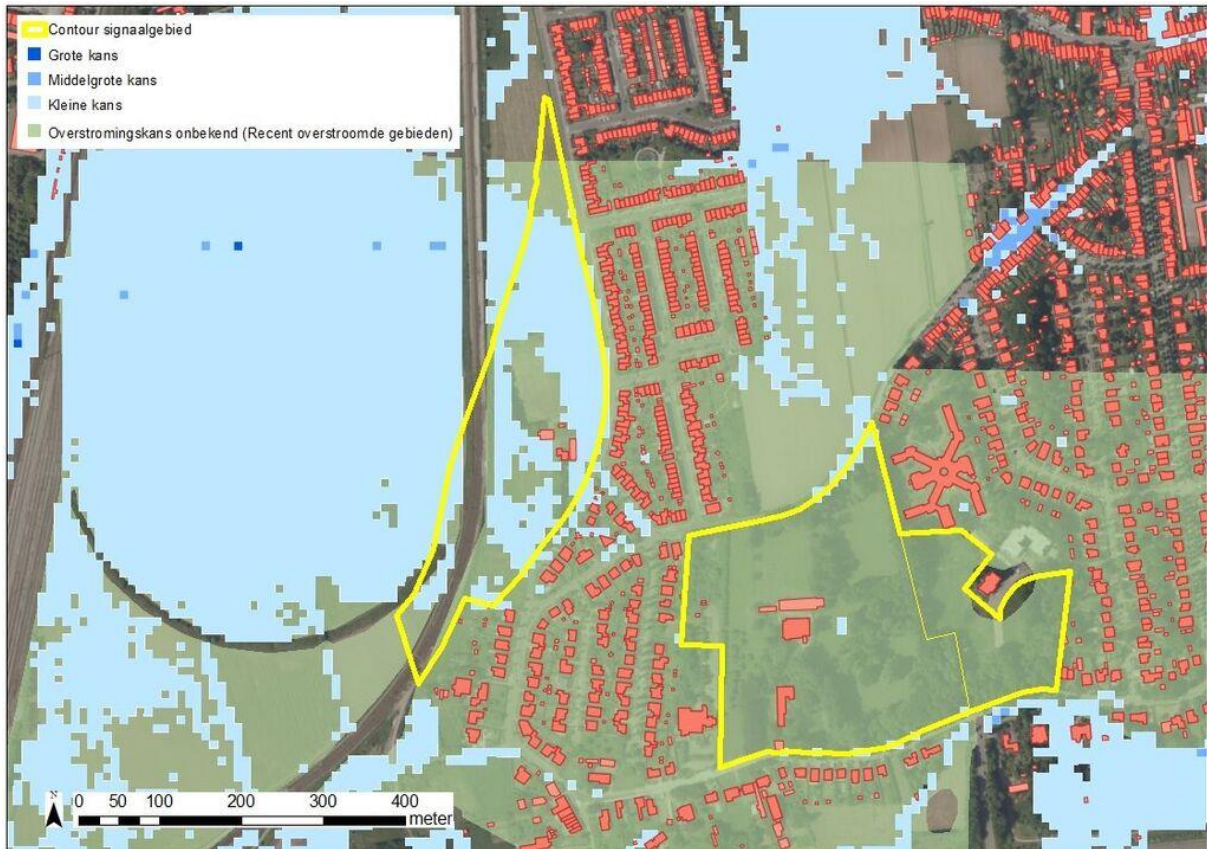 Contour signaalgebied
Grote kans
Middelgrote kans
Kleine kans
Overstromingskans onbekend (Recent overstroomde gebieden)
N
0 50 100 200 300 400
meter